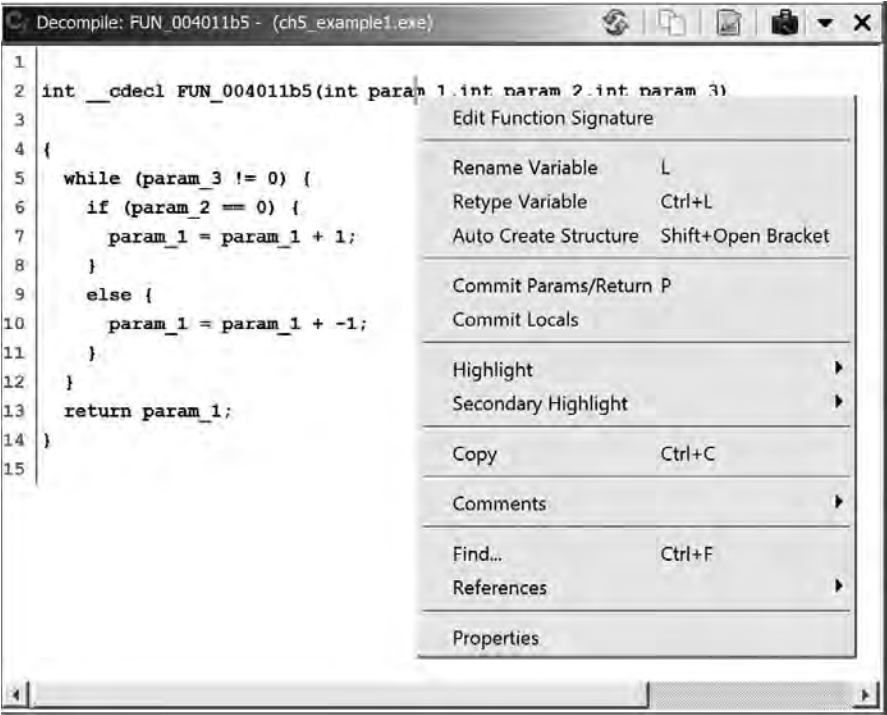 Decompile: FUN_004011b5 - (ch5_example1.exe)
1
2 int __cdecl FUN_004011b5(int param_1,int param_2,int param_3)
3
4 {
5 while (param_3 != 0) {
6 if (param_2 == 0) {
7 param_1 = param_1 + 1;
8 }
9 else {
10 param_1 = param_1 + -1;
11 }
12 }
13 return param_1;
14 }
15
Edit Function Signature
Rename Variable L
Retype Variable Ctrl+L
Auto Create Structure Shift+Open Bracket
Commit Params/Return P
Commit Locals
Highlight
Secondary Highlight
Copy Ctrl+C
Comments
Find... Ctrl+F
References
Properties